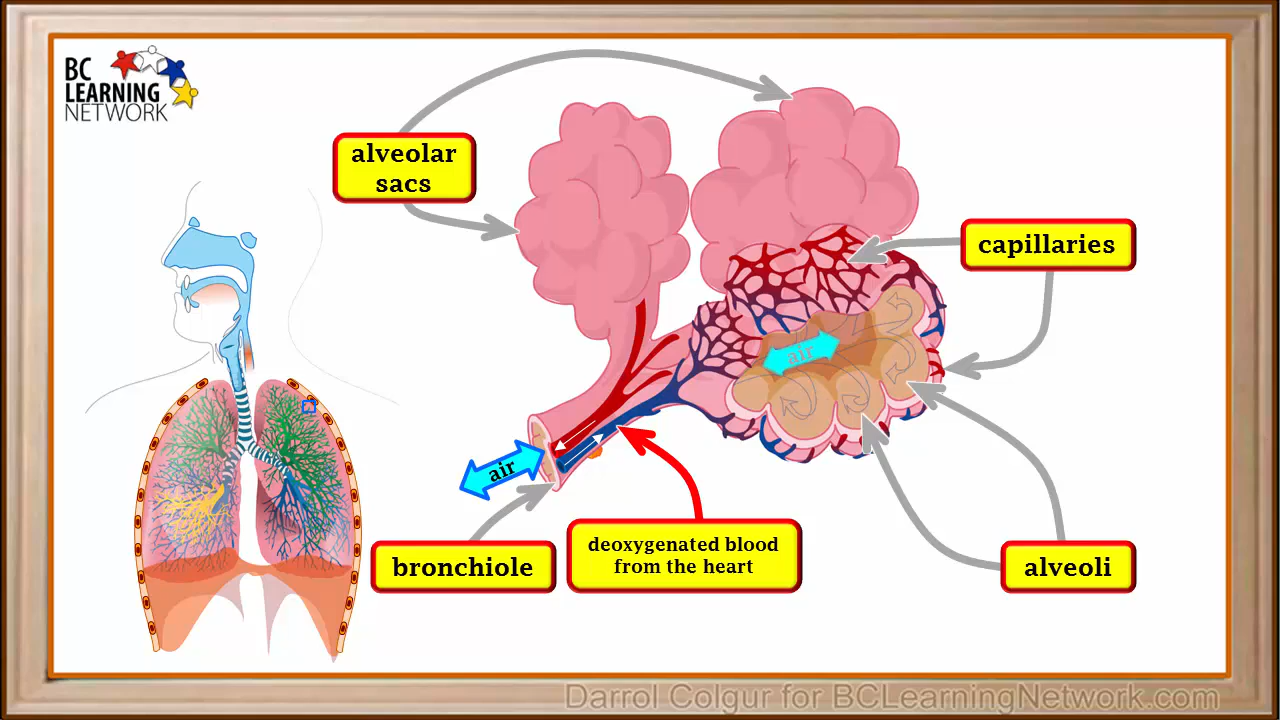 BC
LEARNING
NETWORK
alveolar
sacs
capillaries
air
air
bronchiole
deoxygenated blood
from the heart
alveoli
Darrol Colgur for BCLearningNetwork.com